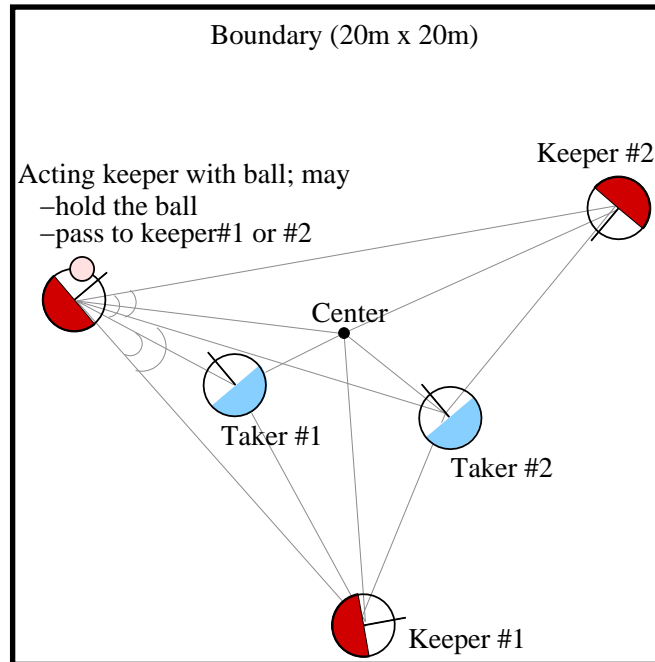 Boundary (20m x 20m)
Keeper #2
Acting keeper with ball; may
−hold the ball
−pass to keeper#1 or #2
Center
Taker #1
Taker #2
Keeper #1